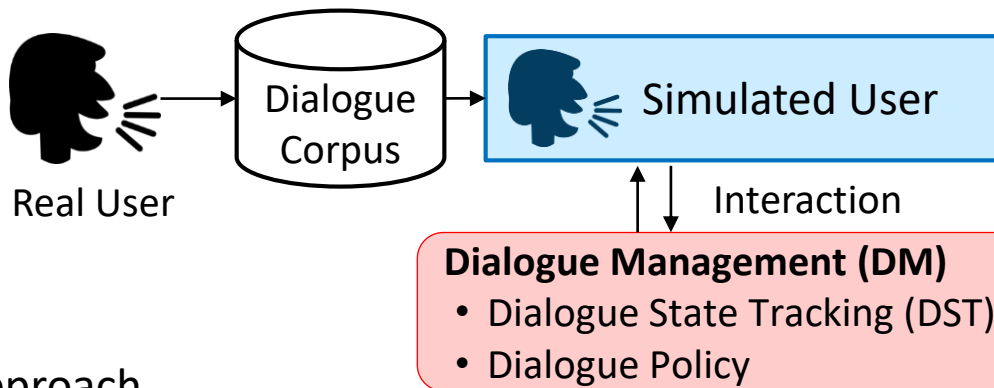 Dialogue
Corpus
Simulated User
Real User
Interaction
Dialogue Management (DM)
• Dialogue State Tracking (DST)
• Dialogue Policy